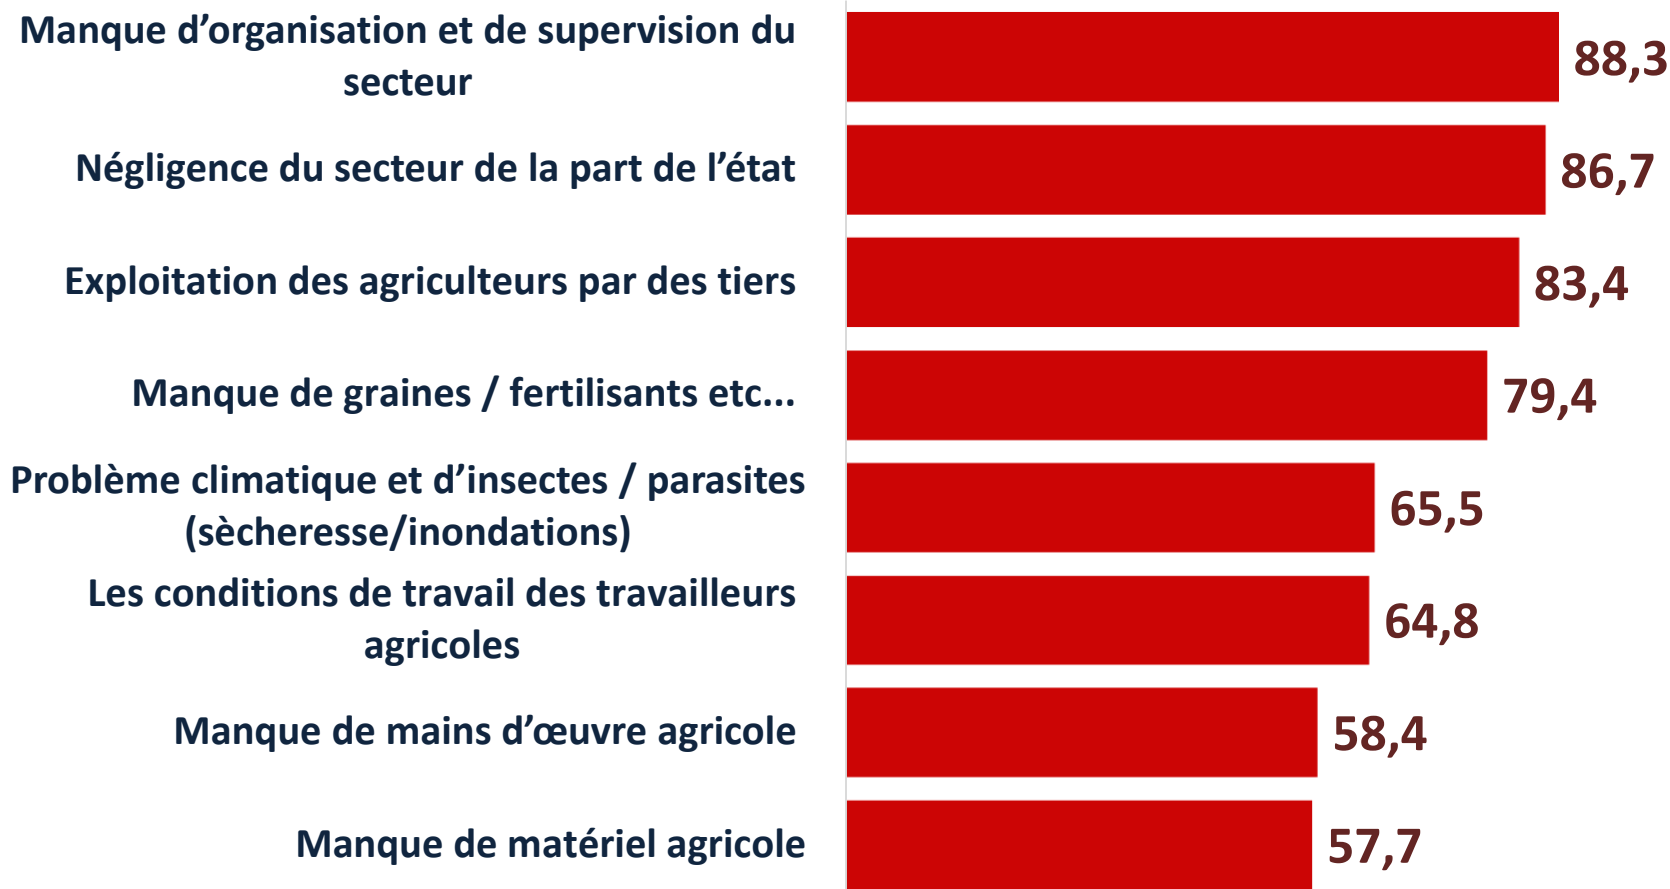 Manque d’organisation et de supervision du
secteur
88,3
Négligence du secteur de la part de l’état
86,7
Exploitation des agriculteurs par des tiers
83,4
Manque de graines / fertilisants etc...
79,4
Problème climatique et d’insectes / parasites
(sècheresse/inondations)
65,5
Les conditions de travail des travailleurs
agricoles
64,8
Manque de mains d’œuvre agricole
58,4
Manque de matériel agricole
57,7